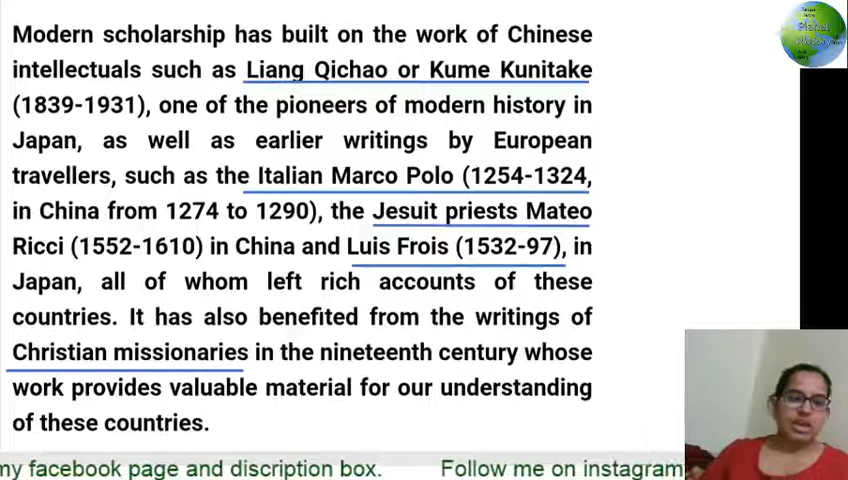 Modern scholarship has built on the work of Chinese
intellectuals such as Liang Qichao or Kume Kunitake
(1839-1931), one of the pioneers of modern history in
Japan, as well as earlier writings by European
travellers, such as the Italian Marco Polo (1254-1324,
in China from 1274 to 1290), the Jesuit priests Mateo
Ricci (1552-1610) in China and Luis Frois (1532-97), in
Japan, all of whom left rich accounts of these
countries. It has also benefited from the writings of
Christian missionaries in the nineteenth century whose
work provides valuable material for our understanding
of these countries.
my facebook page and discription box. Follow me on instagram